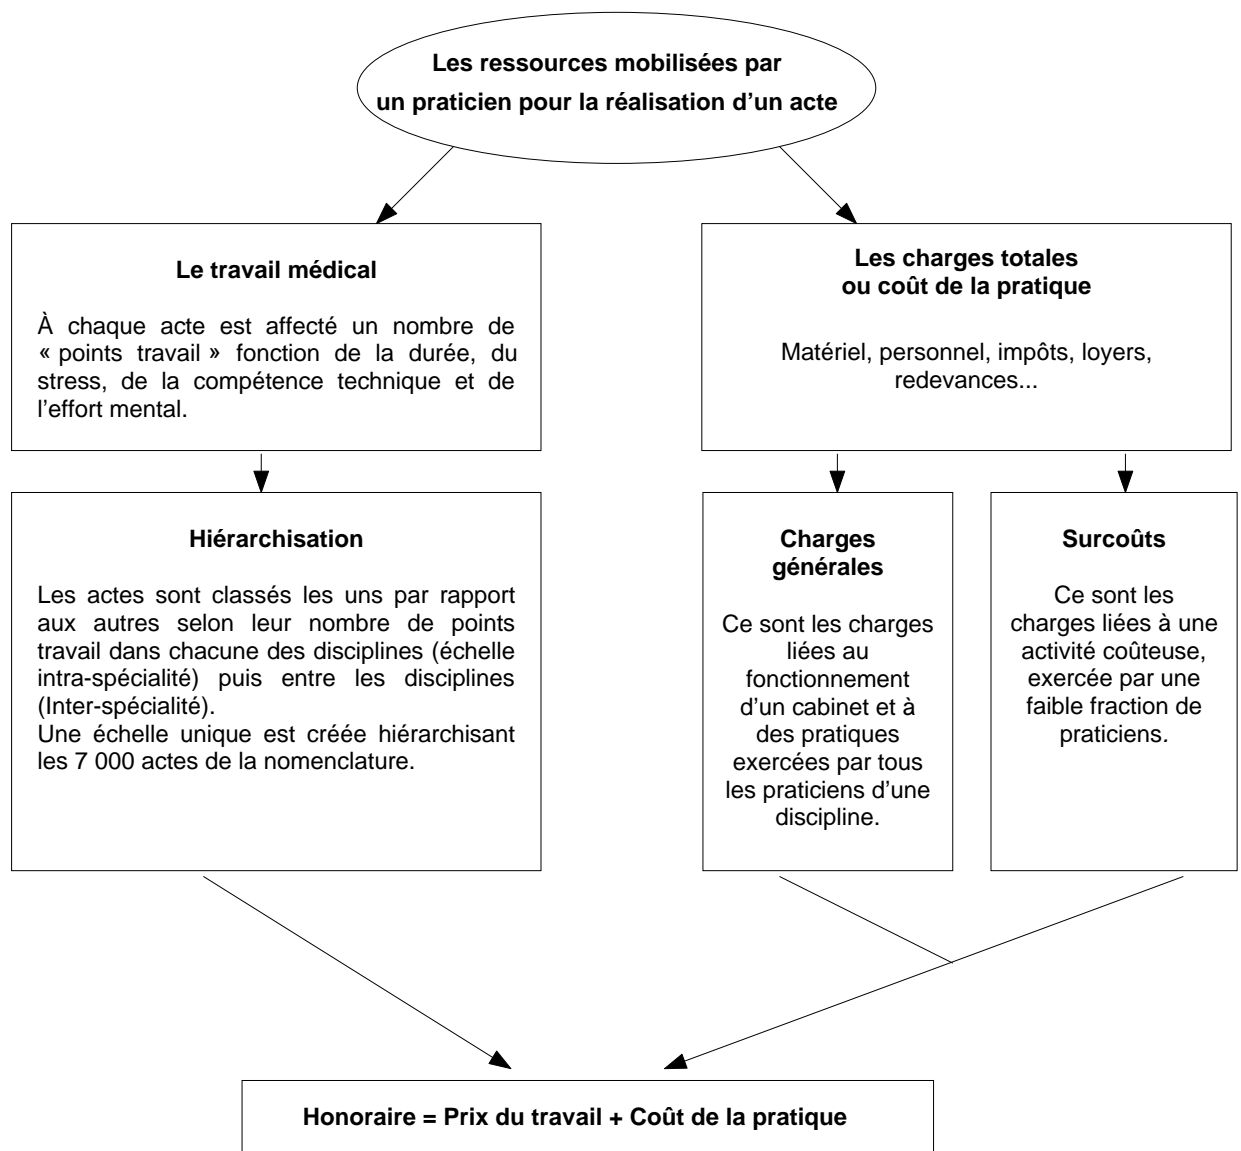 Les ressources mobilisées par
un praticien pour la réalisation d’un acte
Le travail médical
À chaque acte est affecté un nombre de
« points travail » fonction de la durée, du
stress, de la compétence technique et de
l’effort mental.
Les charges totales
ou coût de la pratique
Matériel, personnel, impôts, loyers,
redevances...
Hiérarchisation
Les actes sont classés les uns par rapport
aux autres selon leur nombre de points
travail dans chacune des disciplines (échelle
intra-spécialité) puis entre les disciplines
(Inter-spécialité).
Une échelle unique est créée hiérarchisant
les 7 000 actes de la nomenclature.
Charges
générales
Ce sont les charges
liées au
fonctionnement
d’un cabinet et à
des pratiques
exercées par tous
les praticiens d’une
discipline.
Surcoûts
Ce sont les
charges liées à une
activité coûteuse,
exercée par une
faible fraction de
praticiens.
Honoraire = Prix du travail + Coût de la pratique